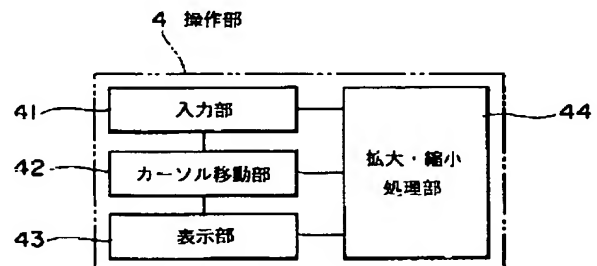 4 操作部
41 入力部 44
42 カーソル移動部 拡大・縮小
処理部
43 表示部